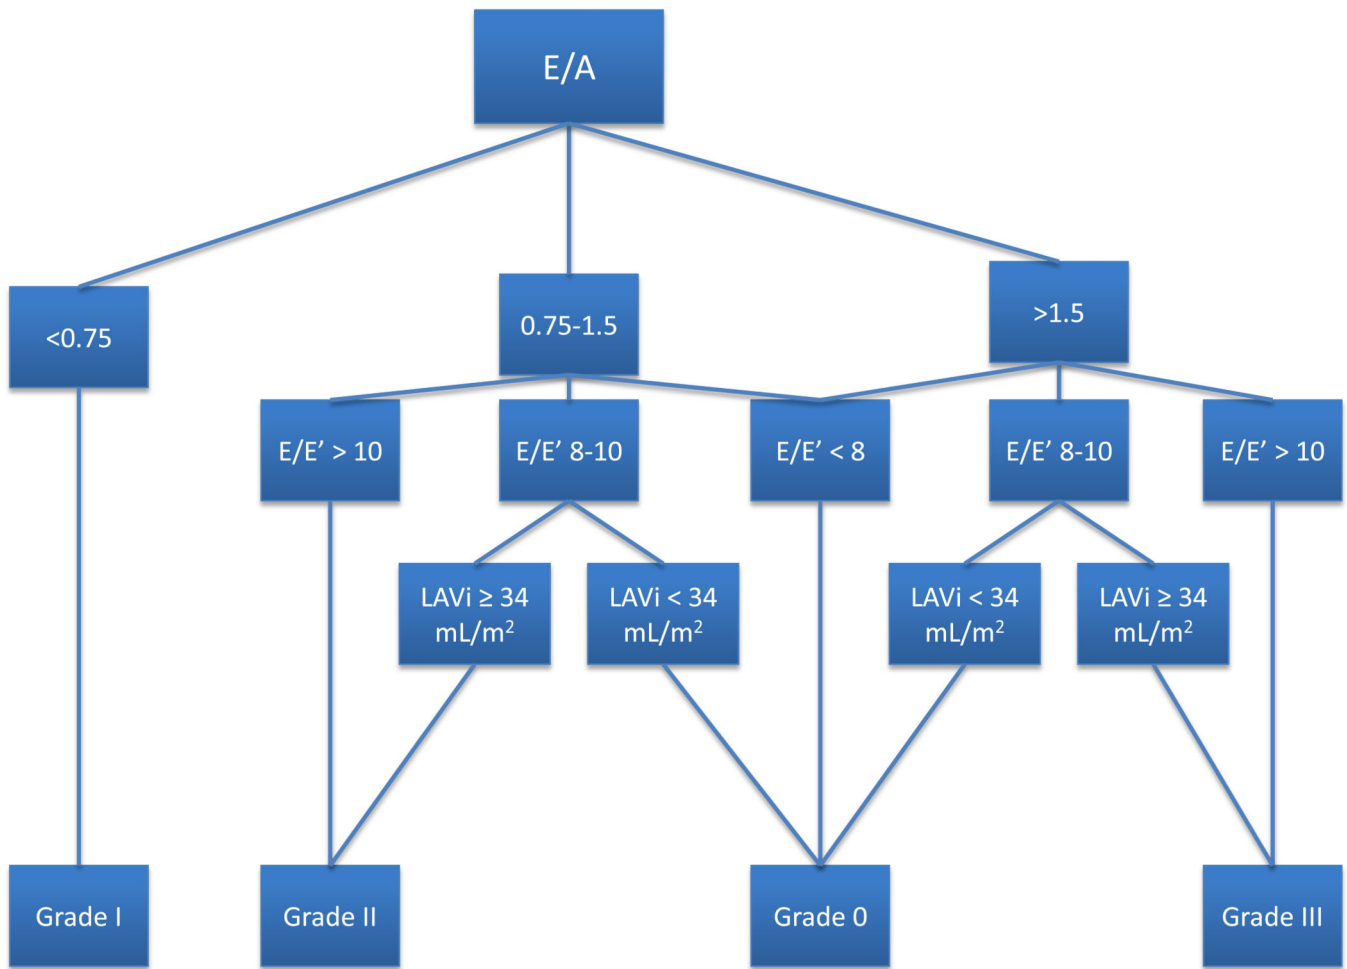 E/A
<0.75
0.75-1.5
>1.5
E/E’ > 10
E/E’ 8-10
E/E’ < 8
E/E’ 8-10
E/E’ > 10
LAVi ≥ 34
mL/m²
LAVi < 34
mL/m²
LAVi < 34
mL/m²
LAVi ≥ 34
mL/m²
Grade I
Grade II
Grade 0
Grade III